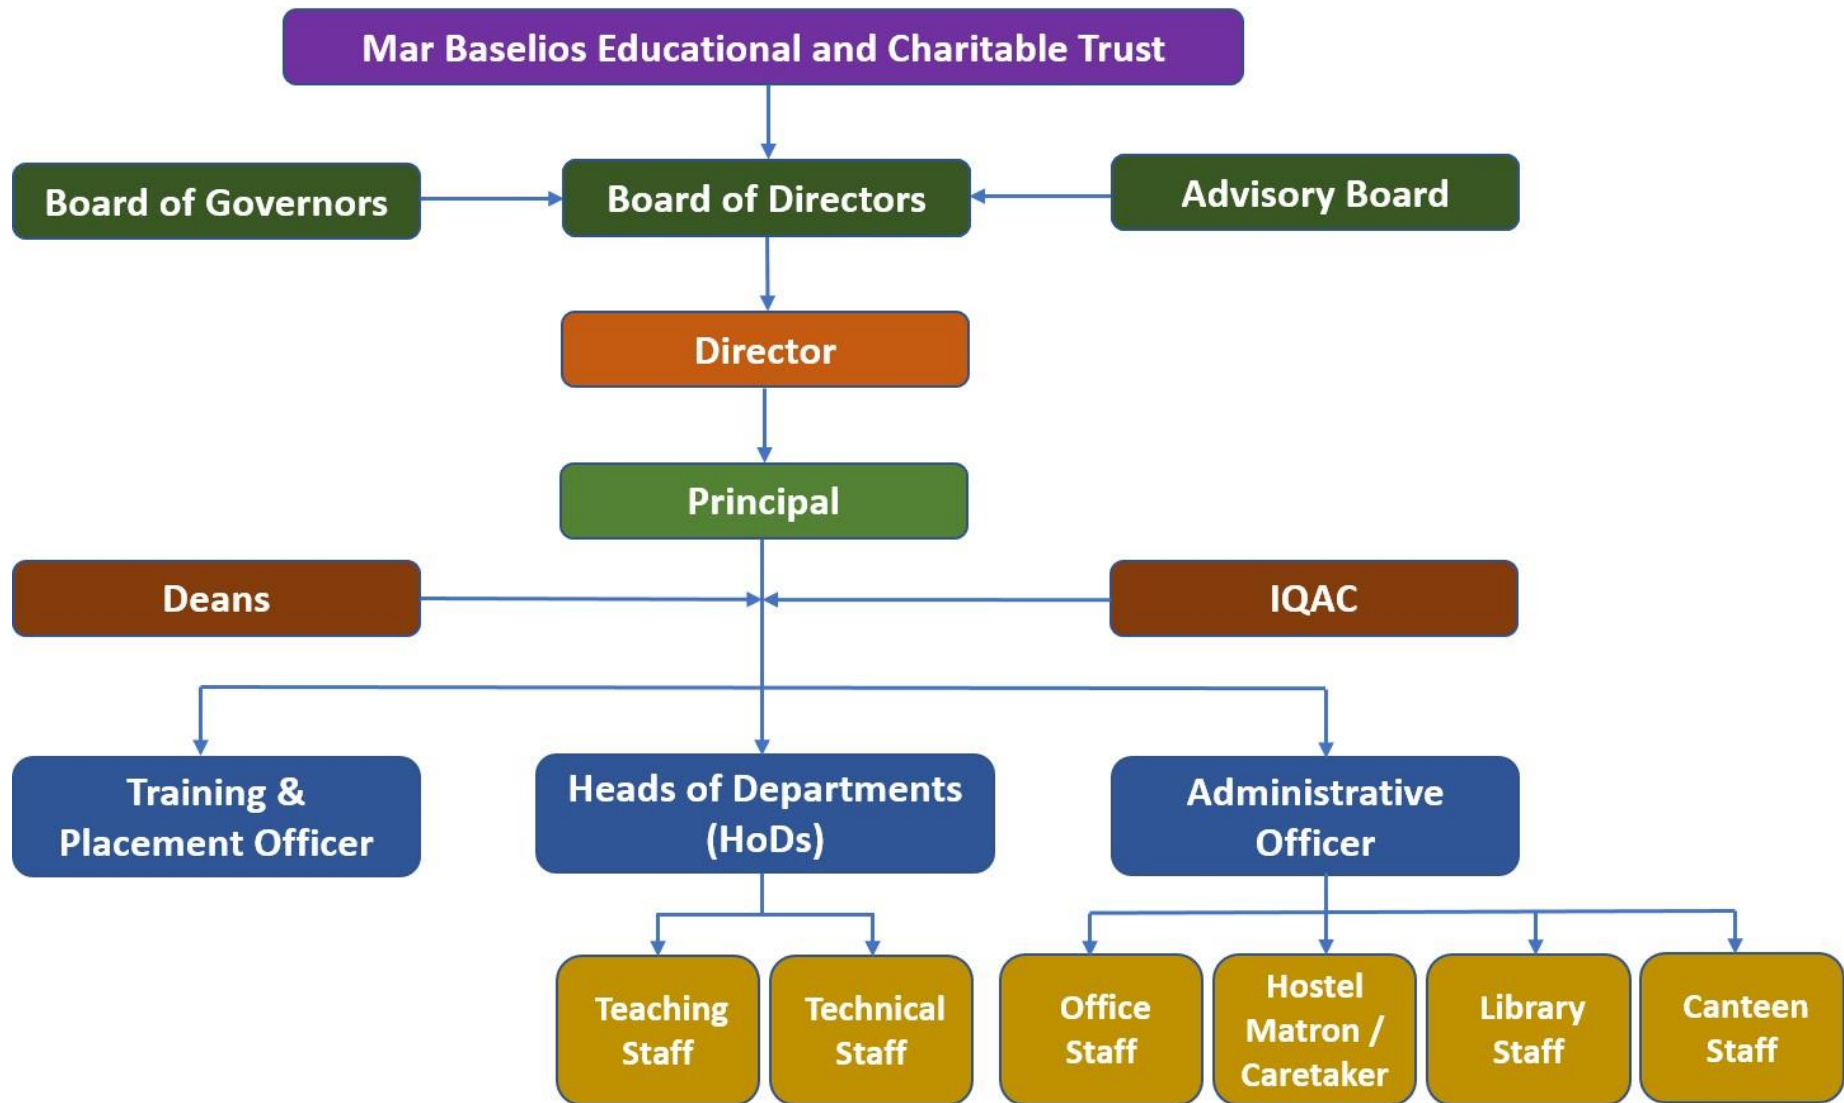 Mar Baselios Educational and Charitable Trust
Board of Governors
Board of Directors
Advisory Board
Director
Principal
Deans
IQAC
Training &
Placement Officer
Heads of Departments
(HoDs)
Administrative
Officer
Teaching
Staff
Technical
Staff
Office
Staff
Hostel
Matron /
Caretaker
Library
Staff
Canteen
Staff